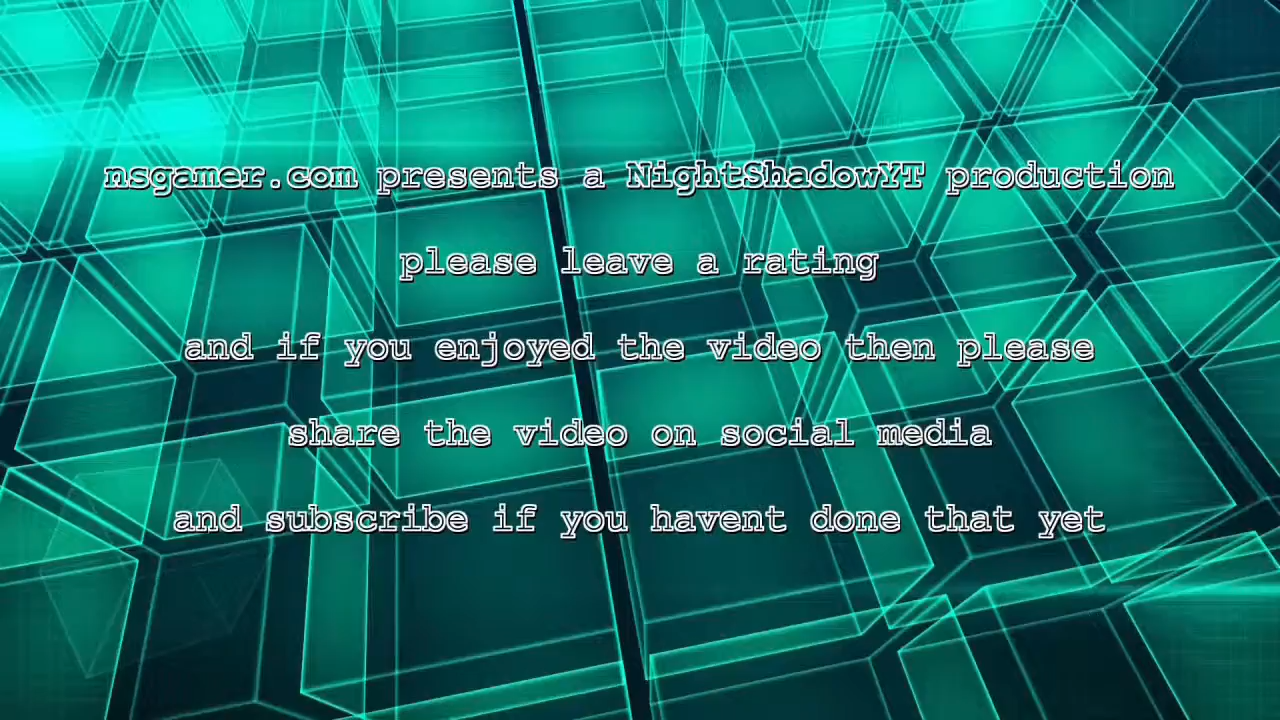 nsgamer.com presents a NightShadowYT production
please leave a rating
and if you enjoyed the video then please
share the video on social media
and subscribe if you havent done that yet